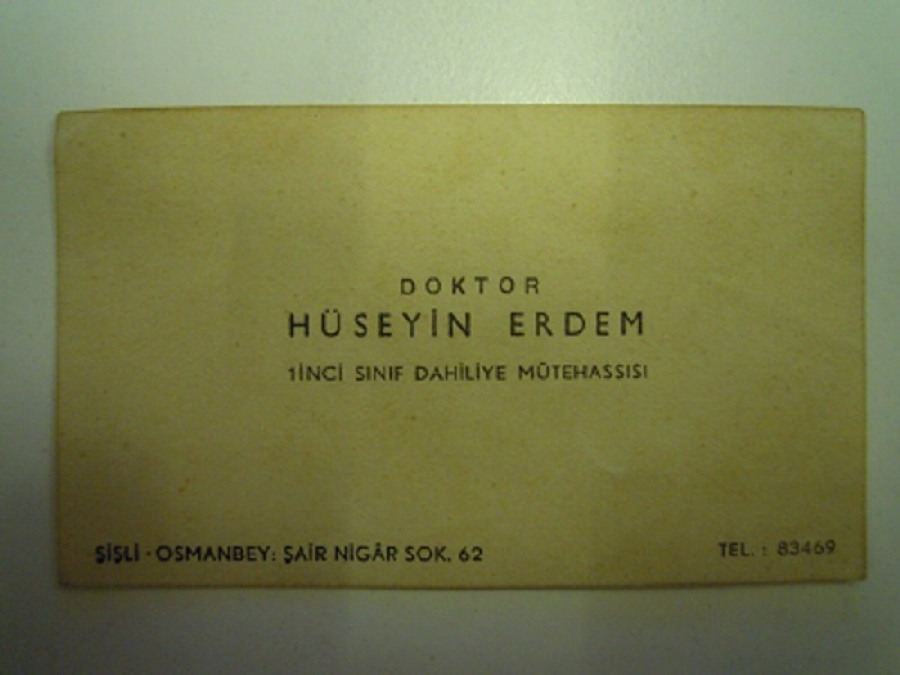 DOKTOR
HÜSEYİN ERDEM
1İNCİ SINIF DAHİLİYE MÜTEHASSISI
ŞİŞLİ - OSMANBEY: ŞAİR NİGÂR SOK. 62
TEL. : 83469